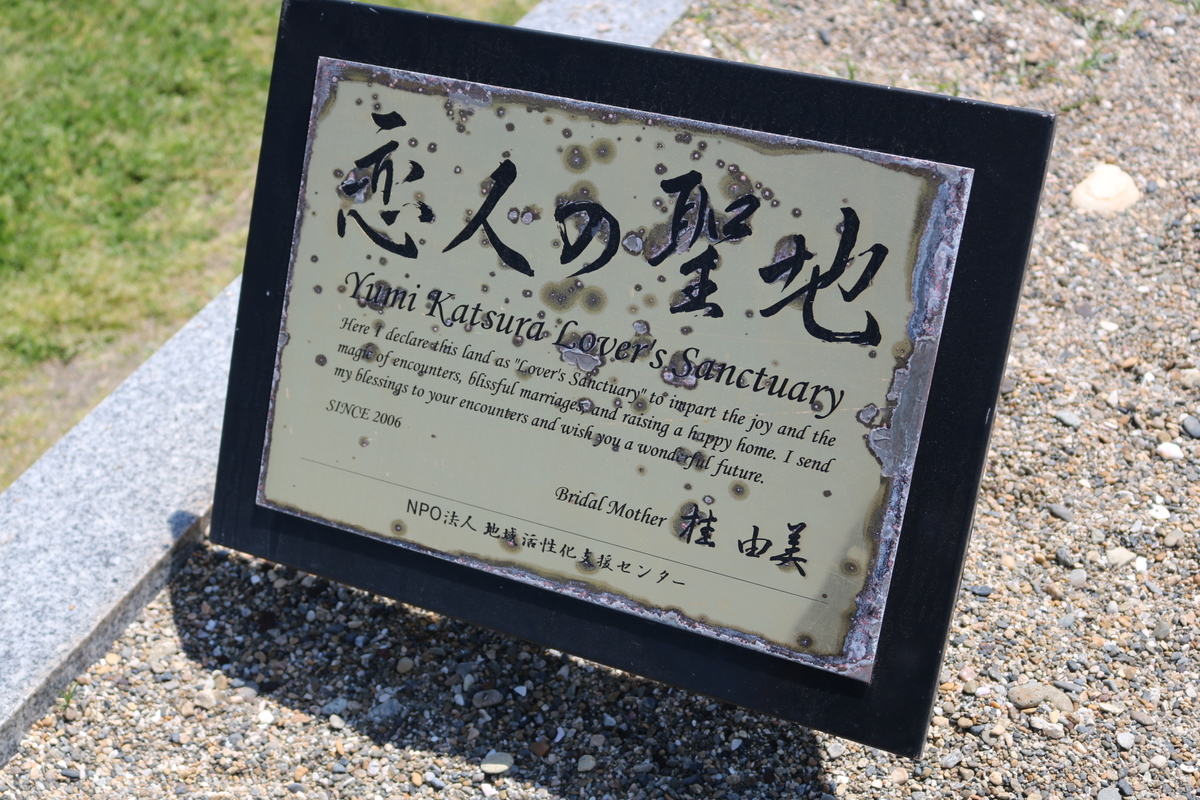 恋人の聖地
Yumi Katsura Lover's Sanctuary
Here I declare this land as "Lover's Sanctuary" to impart the joy and the
magic of encounters, blissful marriages, and raising a happy home. I send
my blessings to your encounters and wish you a wonderful future.
SINCE 2006
Bridal Mother 桂 由美
NPO法人 地域活性化支援センター